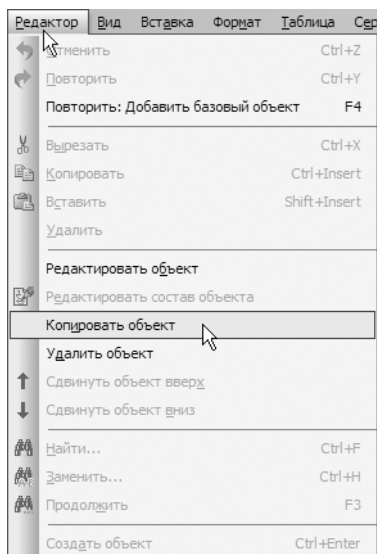 Редактор Вид Вставка Формат Таблица Сер
Отменить Ctrl+Z
Повторить Ctrl+Y
Повторить: Добавить базовый объект F4
Вырезать Ctrl+X
Копировать Ctrl+Insert
Вставить Shift+Insert
Удалить
Редактировать объект
Редактировать состав объекта
Копировать объект
Удалить объект
Сдвинуть объект вверх
Сдвинуть объект вниз
Найти... Ctrl+F
Заменить... Ctrl+H
Продолжить F3
Создать объект Ctrl+Enter